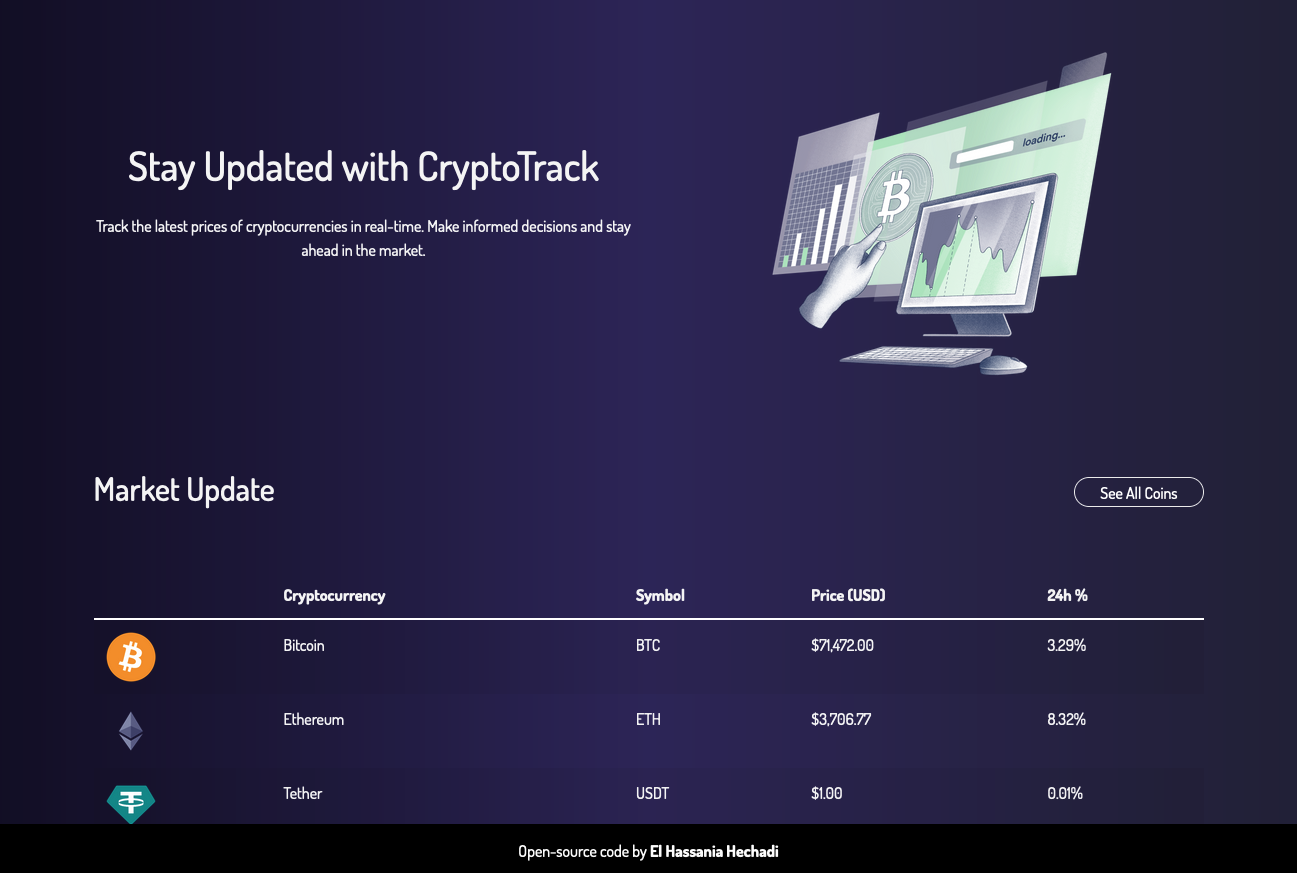 Stay Updated with CryptoTrack
Track the latest prices of cryptocurrencies in real-time. Make informed decisions and stay
ahead in the market.
loading...
Market Update
See All Coins
Cryptocurrency Symbol Price (USD) 24h %
Bitcoin BTC $71,472.00 3.29%
Ethereum ETH $3,706.77 8.32%
Tether USDT $1.00 0.01%
Open-source code by El Hassania Hechadi